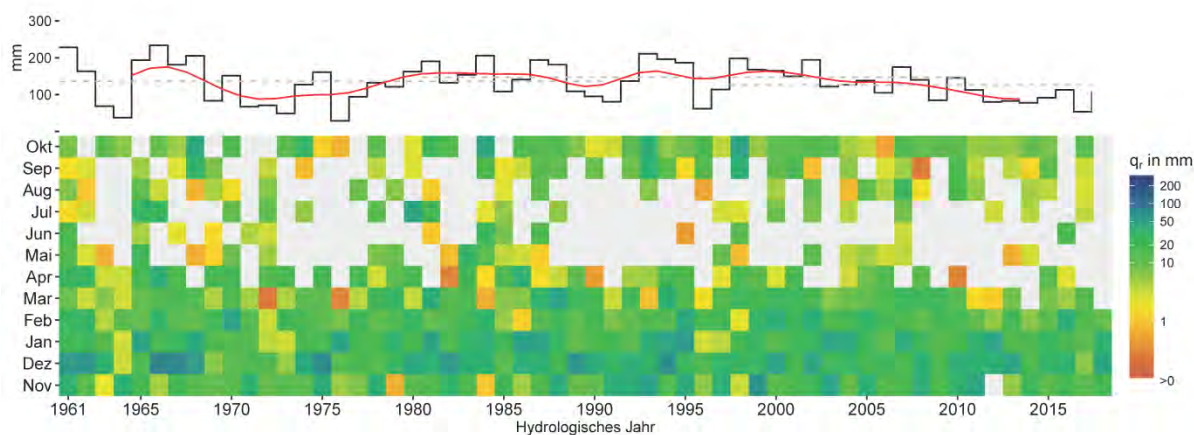 300
200
100
mm
Okt
Sep
Aug
Jul
Jun
Mai
Apr
Mar
Feb
Jan
Dez
Nov
1961 1965 1970 1975 1980 1985 1990 1995 2000 2005 2010 2015
Hydrologisches Jahr
qr in mm
200
100
50
20
10
1
>0